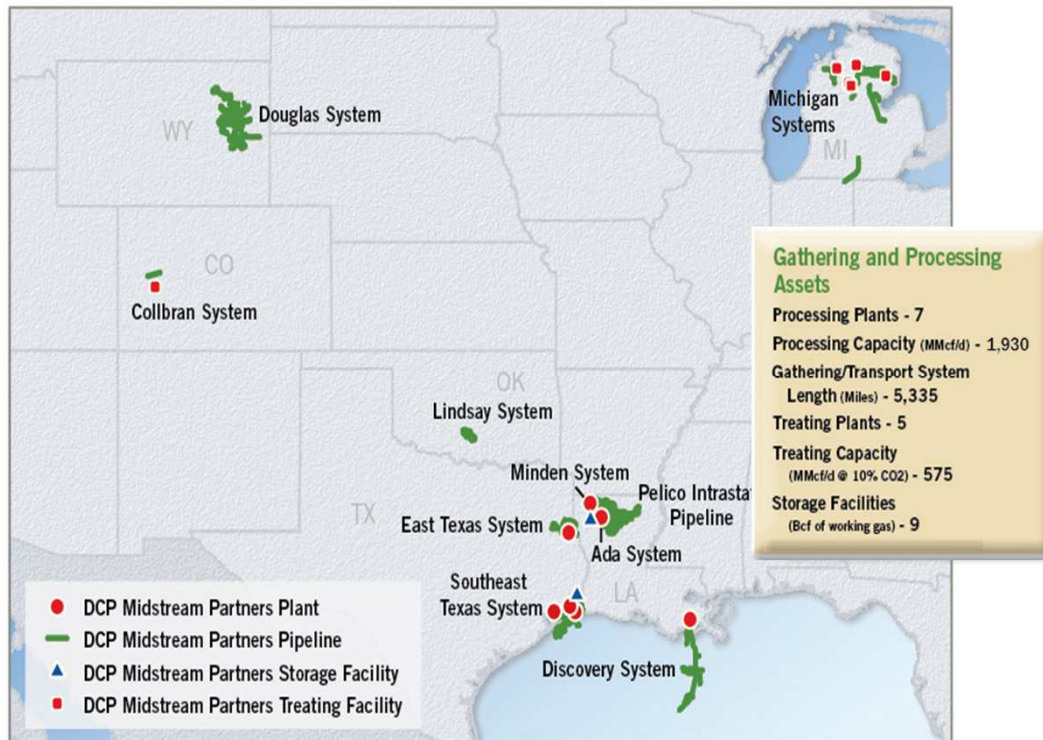 Douglas System
WY
Michigan
Systems
MI
CO
Collbran System
OK
Lindsay System
Minden System
Pelico Intrasta
Pipeline
TX
East Texas System
Ada System
Southeast
Texas System
LA
Discovery System
Gathering and Processing
Assets
Processing Plants - 7
Processing Capacity (MMcf/d) - 1,930
Gathering/Transport System
Length (Miles) - 5,335
Treating Plants - 5
Treating Capacity
(MMcf/d @ 10% CO2) - 575
Storage Facilities
(Bcf of working gas) - 9
DCP Midstream Partners Plant
DCP Midstream Partners Pipeline
DCP Midstream Partners Storage Facility
DCP Midstream Partners Treating Facility